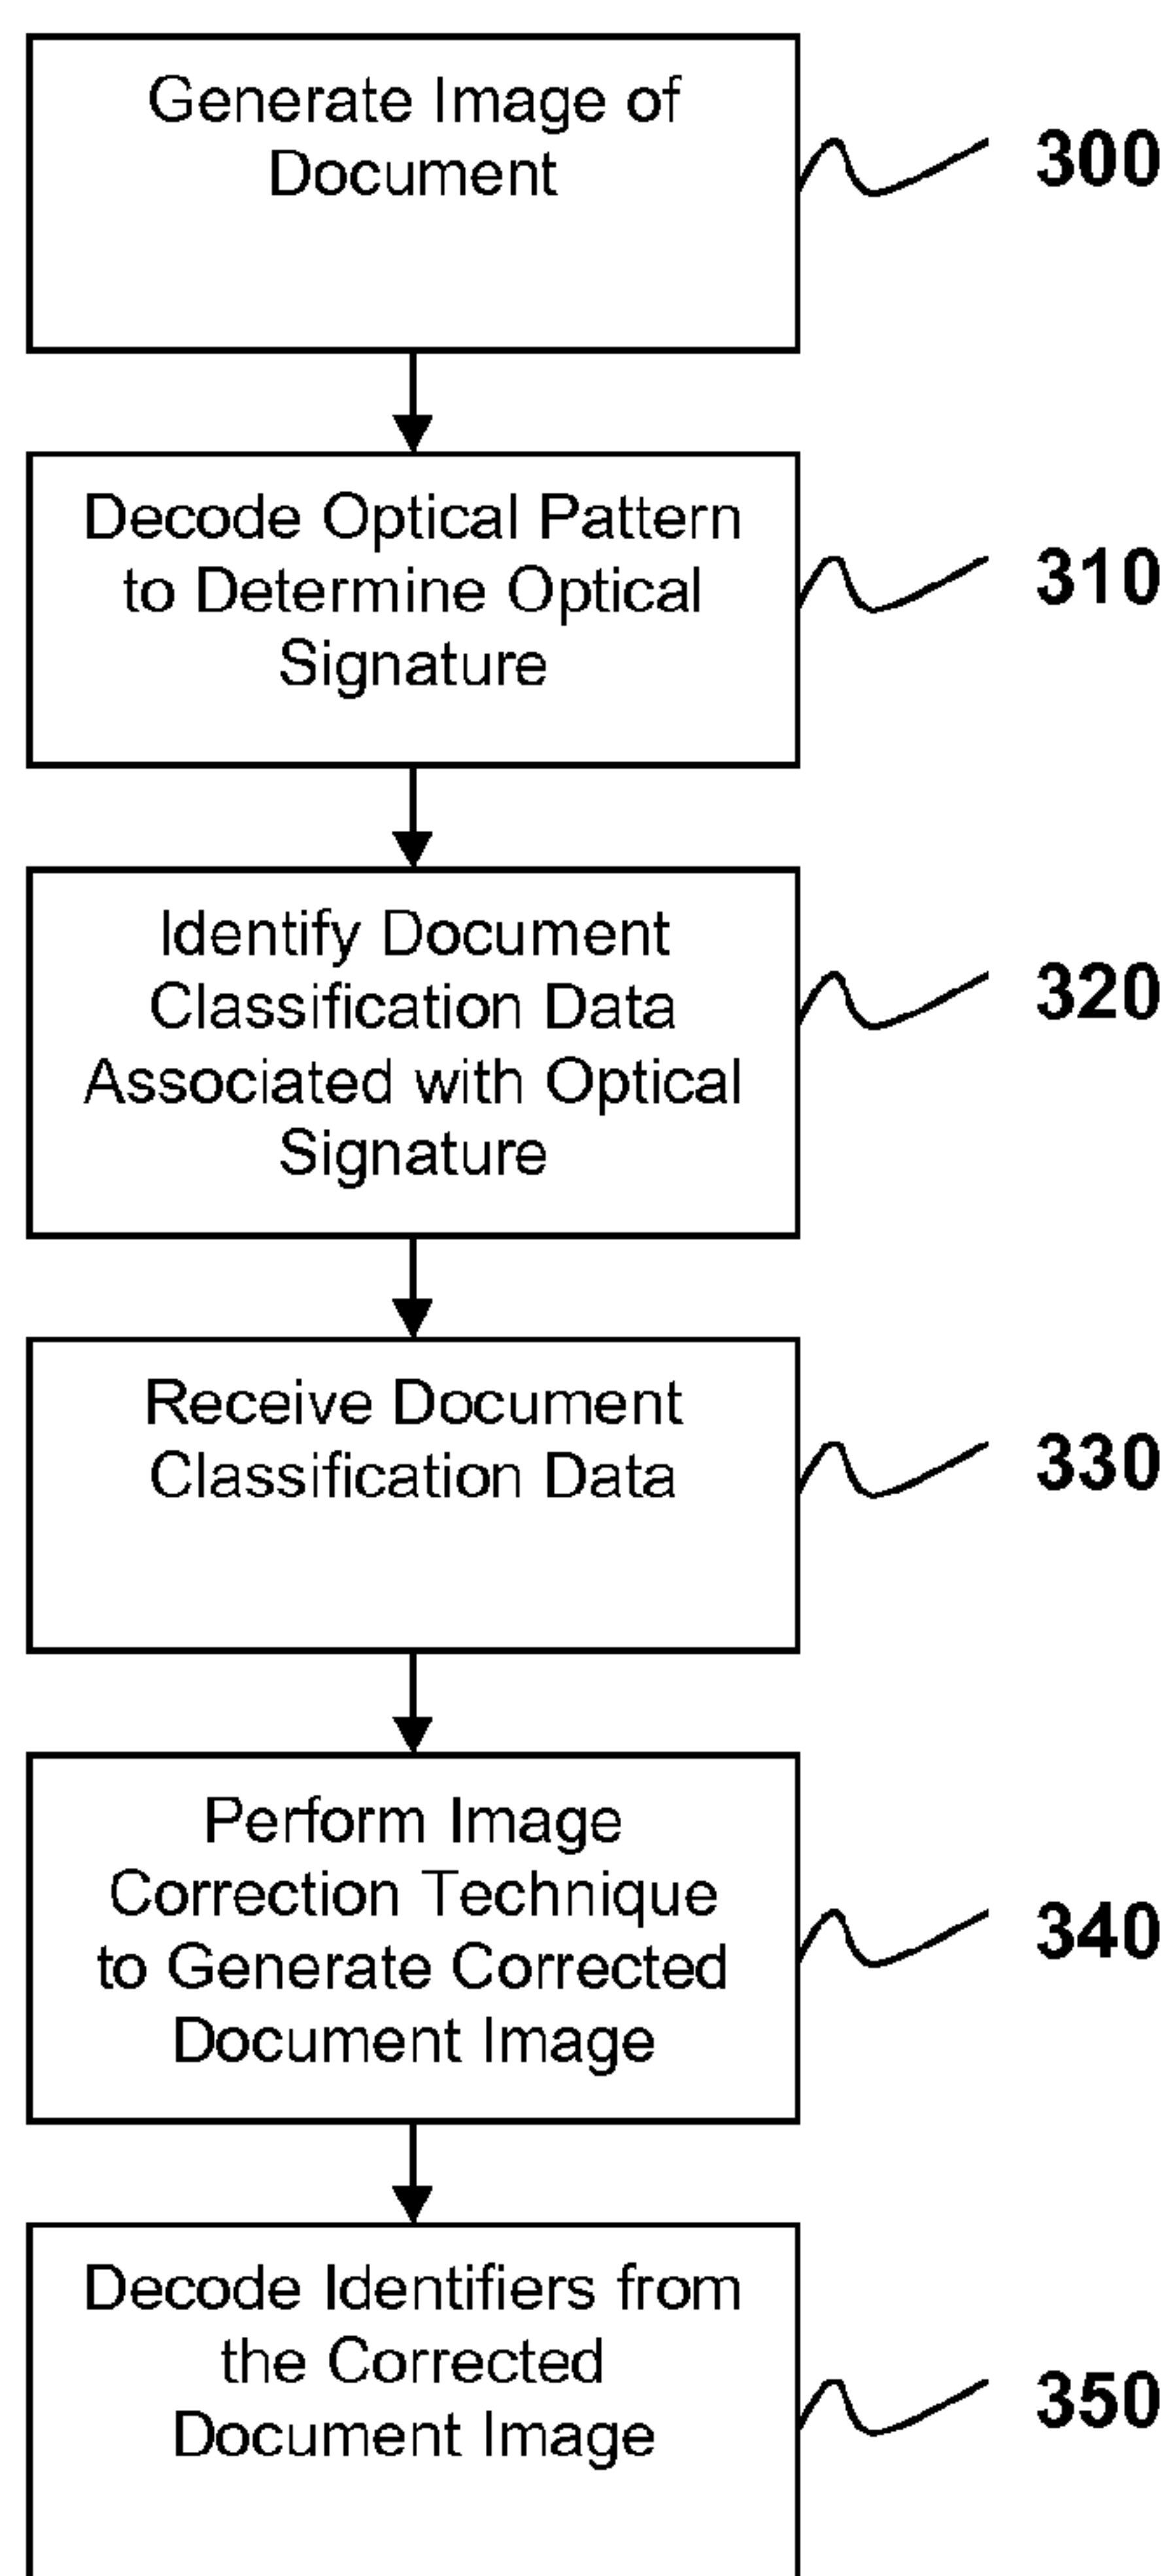 Generate Image of
Document
300
Decode Optical Pattern
to Determine Optical
Signature
310
Identify Document
Classification Data
Associated with Optical
Signature
320
Receive Document
Classification Data
330
Perform Image
Correction Technique
to Generate Corrected
Document Image
340
Decode Identifiers from
the Corrected
Document Image
350